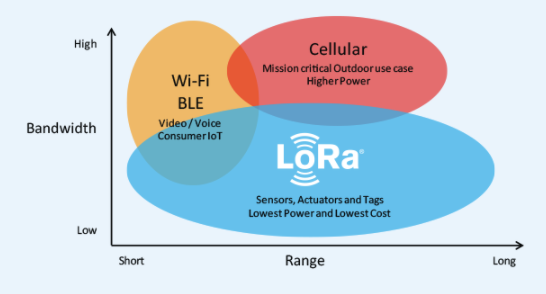 High
Bandwidth
Low
Wi-Fi
BLE
Video / Voice
Consumer IoT
Cellular
Mission critical Outdoor use case
Higher Power
LoRa®
Sensors, Actuators and Tags
Lowest Power and Lowest Cost
Short
Range
Long